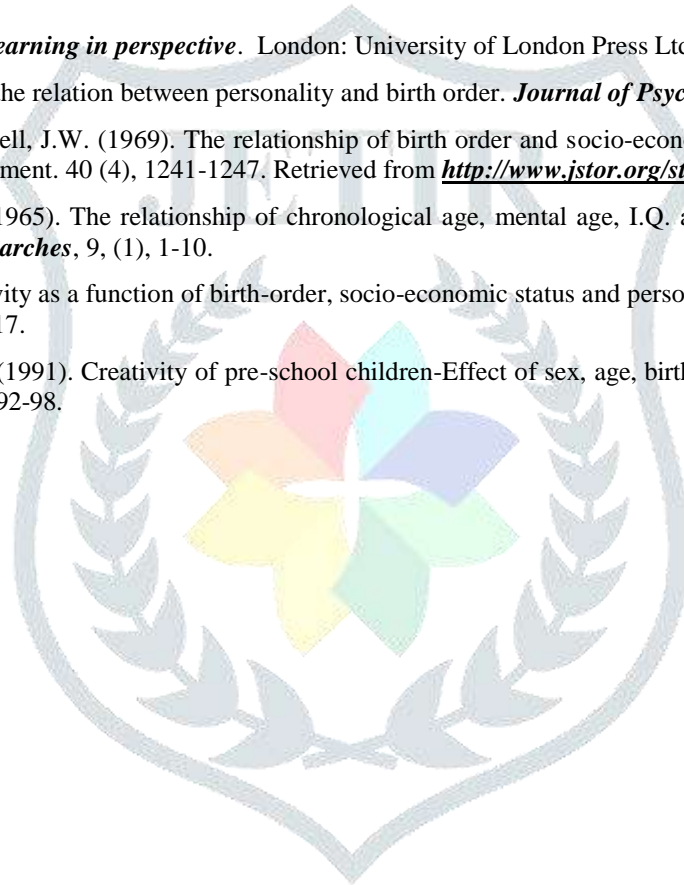 earning in perspective. London: University of London Press Ltd
he relation between personality and birth order. Journal of Psyc
ell, J.W. (1969). The relationship of birth order and socio-econ
ment. 40 (4), 1241-1247. Retrieved from http://www.jstor.org/st
1965). The relationship of chronological age, mental age, I.Q. a
arches, 9, (1), 1-10.
vity as a function of birth-order, socio-economic status and perso
17.
(1991). Creativity of pre-school children-Effect of sex, age, birth
92-98.
JETIR